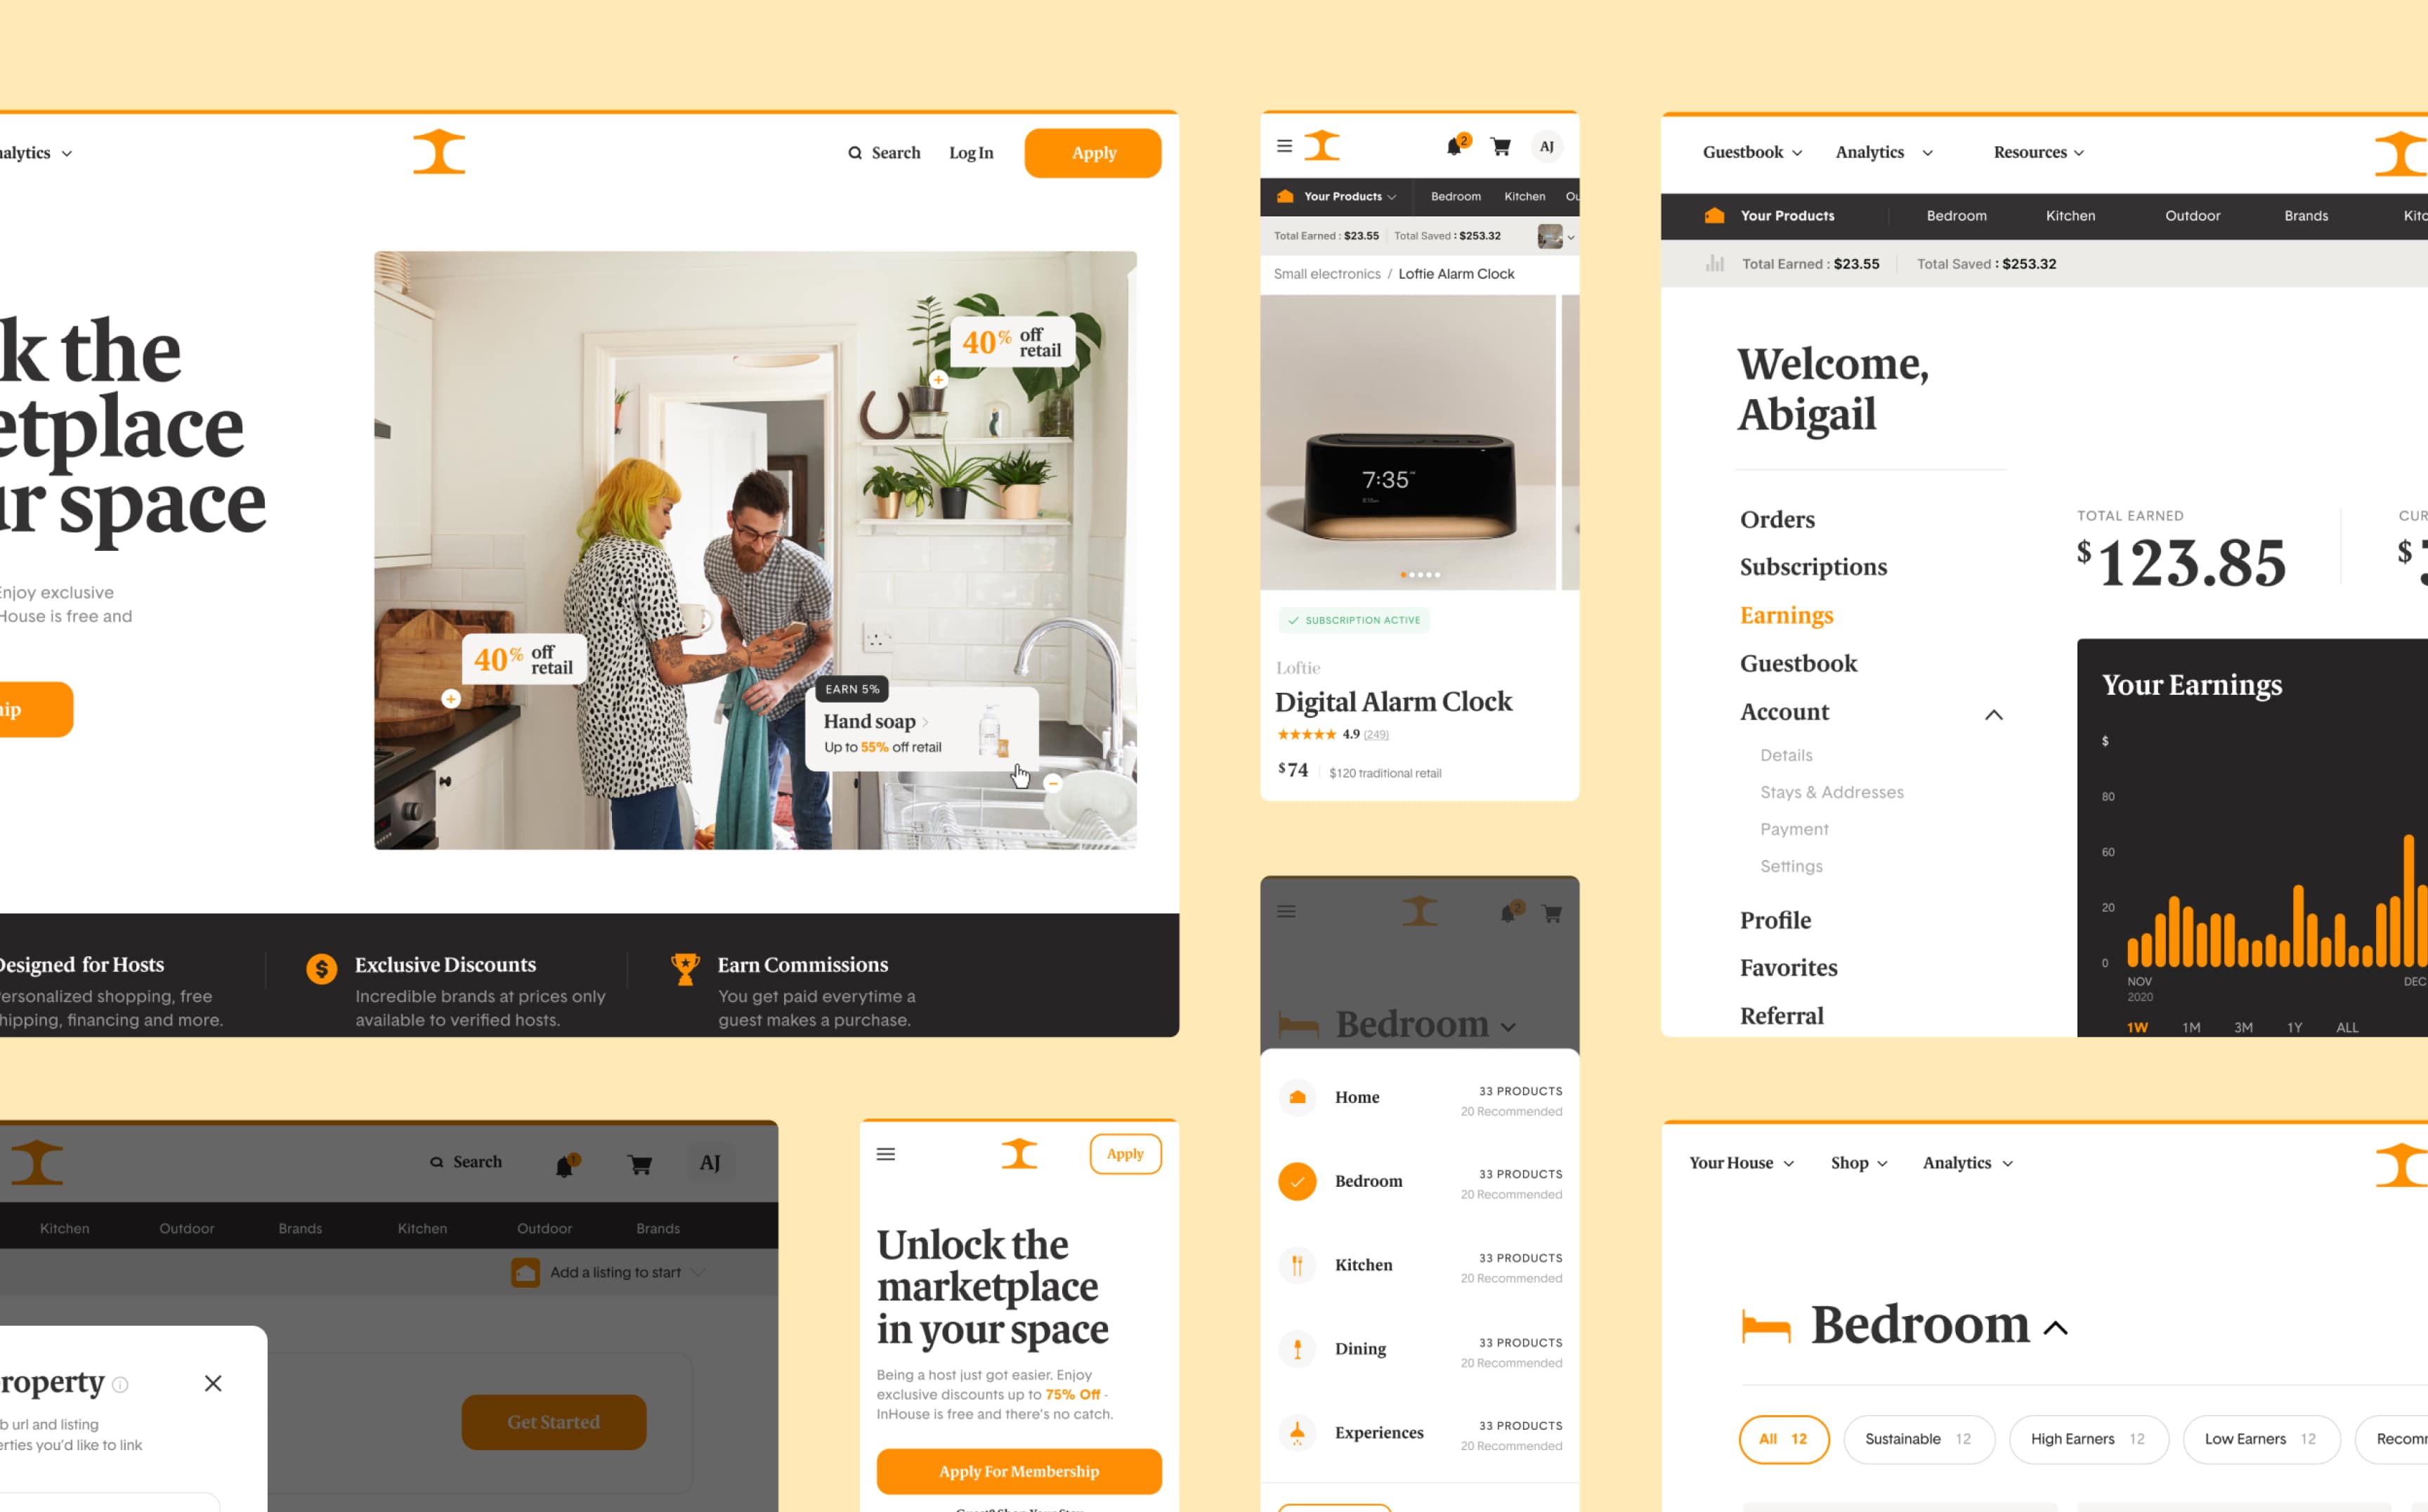 Analytics
Search
Log In
Apply
k the
etplace
ur space
Enjoy exclusive
House is free and
40% off
retail
40% off
retail
EARN 5%
Hand soap
Up to 55% off retail
Designed for Hosts
personalized shopping, free
shipping, financing and more.
Exclusive Discounts
Incredible brands at prices only
available to verified hosts.
Earn Commissions
You get paid everytime a
guest makes a purchase.
2
AJ
Your Products
Bedroom
Kitchen
Total Earned : $23.55
Total Saved : $253.32
Small electronics / Loftie Alarm Clock
7:35
SUBSCRIPTION ACTIVE
Loftie
Digital Alarm Clock
4.9 (249)
$74
$120 traditional retail
Guestbook
Analytics
Resources
Your Products
Bedroom
Kitchen
Outdoor
Brands
Total Earned : $23.55
Total Saved : $253.32
Welcome,
Abigail
Orders
Subscriptions
Earnings
Guestbook
Account
Details
Stays & Addresses
Payment
Settings
Profile
Favorites
Referral
TOTAL EARNED
$123.85
Your Earnings
$
80
60
20
0
NOV
2020
DEC
1W
1M
3M
1Y
ALL
2
Bedroom
Home
33 PRODUCTS
20 Recommended
Bedroom
33 PRODUCTS
20 Recommended
Kitchen
33 PRODUCTS
20 Recommended
Dining
33 PRODUCTS
20 Recommended
Experiences
33 PRODUCTS
20 Recommended
Search
1
AJ
Kitchen
Outdoor
Brands
Kitchen
Outdoor
Brands
Add a listing to start
roperty
b url and listing
erties you'd like to link
Get Started
Apply
Unlock the
marketplace
in your space
Being a host just got easier. Enjoy
exclusive discounts up to 75% Off -
InHouse is free and there's no catch.
Apply For Membership
Your House
Shop
Analytics
Bedroom
All 12
Sustainable 12
High Earners 12
Low Earners 12